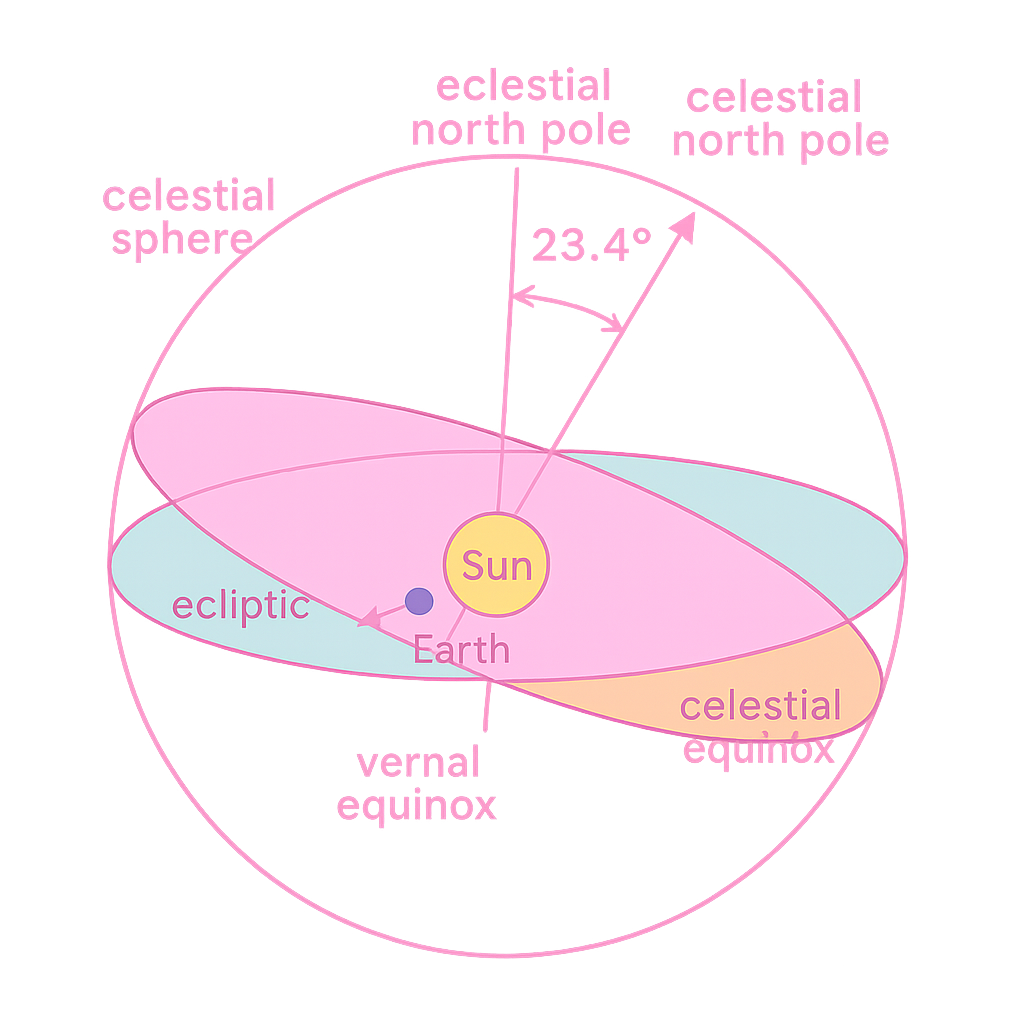 eclestial
north pole
celestial
north pole
celestial
sphere
23.4°
Sun
ecliptic
Earth
celestial
equinox
vernal
equinox